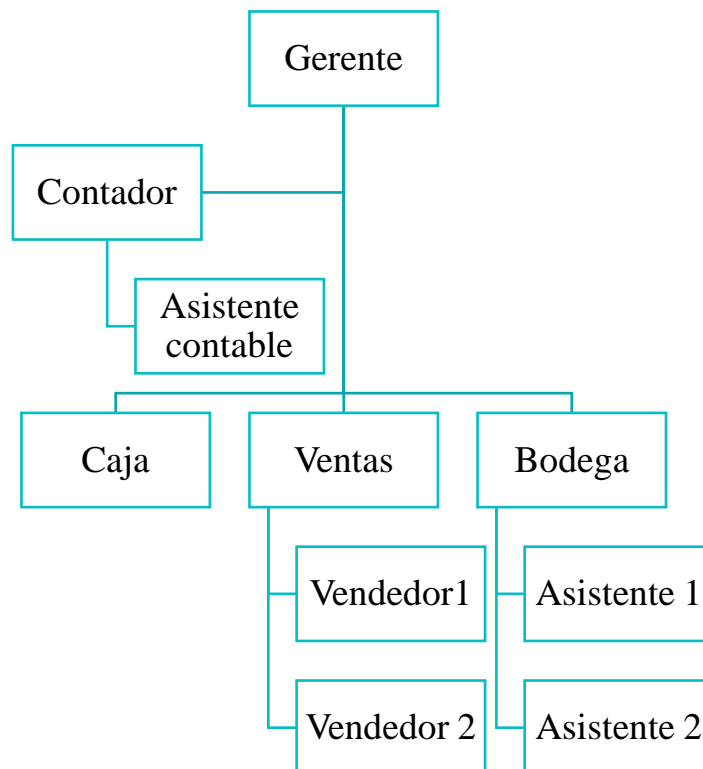 Gerente
Contador
Asistente
contable
Caja
Ventas
Bodega
Vendedor1
Asistente 1
Vendedor 2
Asistente 2